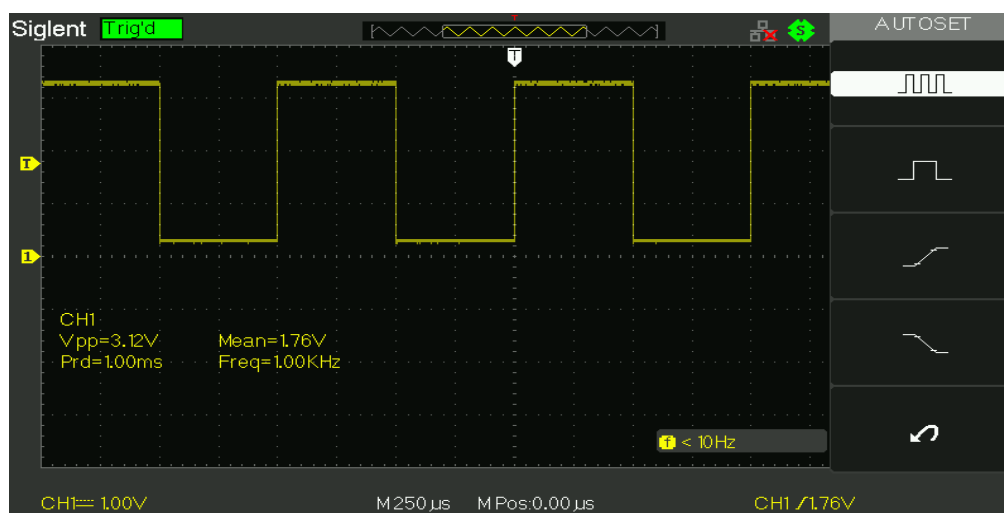 Siglent Trig'd
S
AUTOSET
T
T
1
CH1
Vpp=3.12V Mean=1.76V
Prd=1.00ms Freq=1.00KHz
f < 10Hz
CH1 1.00V M 250 µs M Pos:0.00 µs CH1 /1.76V